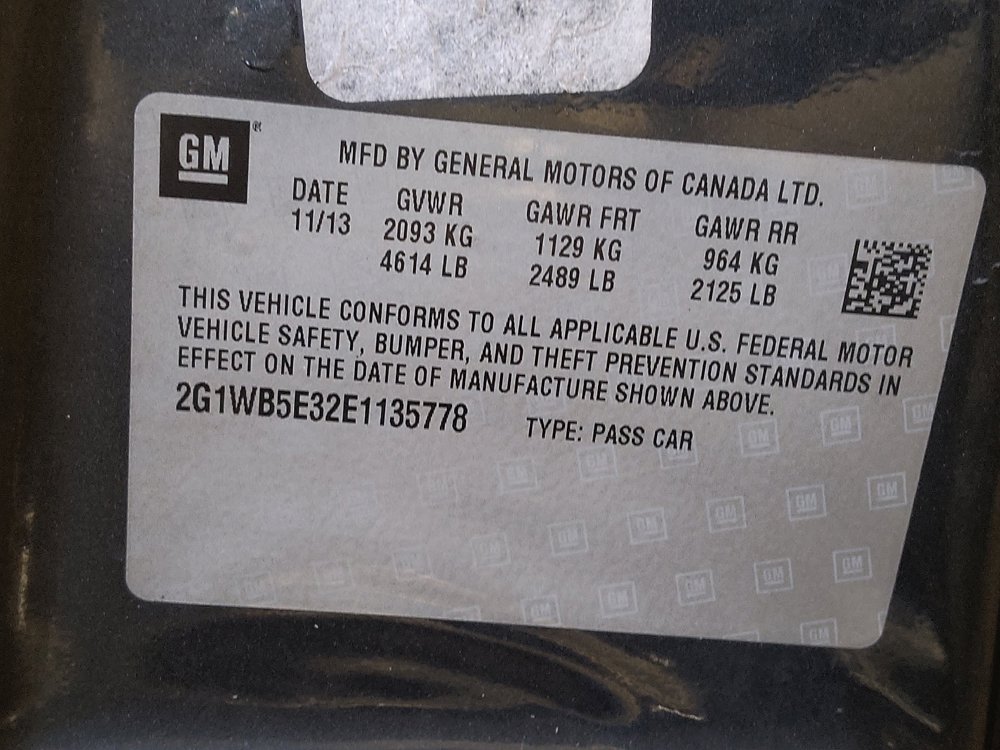 GM®
MFD BY GENERAL MOTORS OF CANADA LTD.
DATE GVWR GAWR FRT GAWR RR
11/13 2093 KG 1129 KG 964 KG
4614 LB 2489 LB 2125 LB
THIS VEHICLE CONFORMS TO ALL APPLICABLE U.S. FEDERAL MOTOR
VEHICLE SAFETY, BUMPER, AND THEFT PREVENTION STANDARDS IN
EFFECT ON THE DATE OF MANUFACTURE SHOWN ABOVE.
2G1WB5E32E1135778 TYPE: PASS CAR